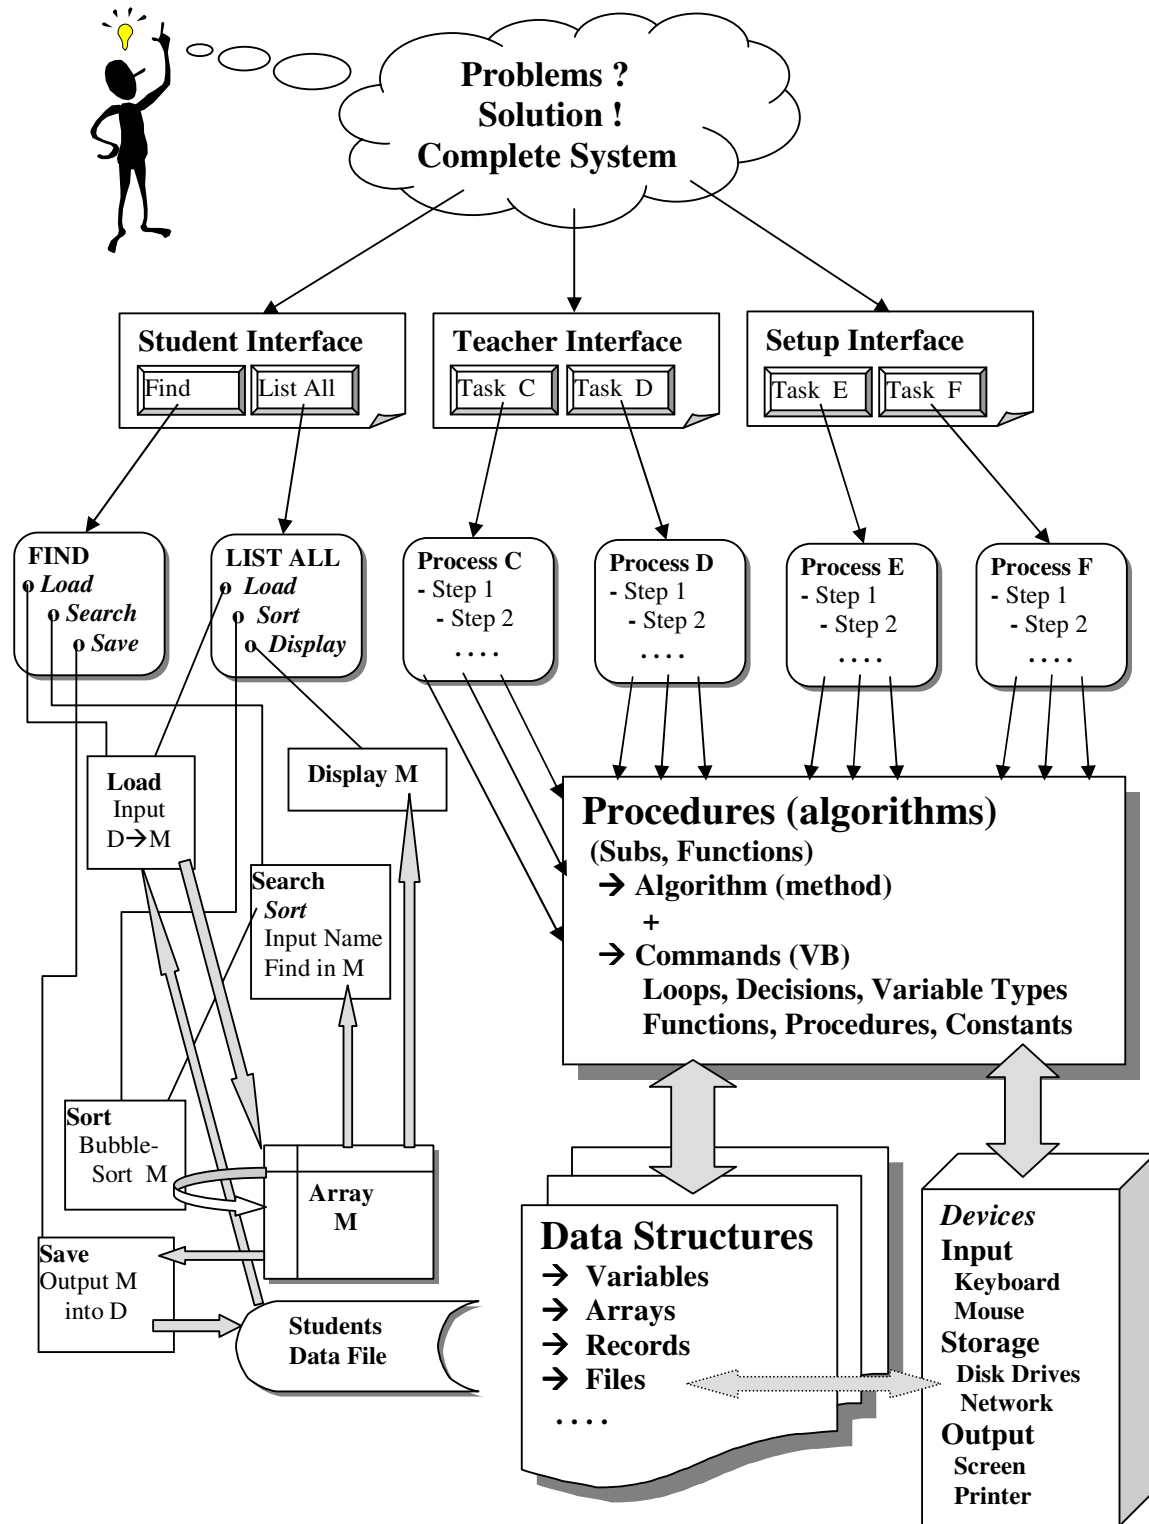 Problems ?
Solution !
Complete System
Student Interface
Find
List All
Teacher Interface
Task C
Task D
Setup Interface
Task E
Task F
FIND
Load
Search
Save
LIST ALL
Load
Sort
Display
Process C
- Step 1
- Step 2
. . . .
Process D
- Step 1
- Step 2
. . . .
Process E
- Step 1
- Step 2
. . . .
Process F
- Step 1
- Step 2
. . . .
Load
Input
D→M
Display M
Search
Sort
Input Name
Find in M
Sort
Bubble-
Sort M
Array
M
Save
Output M
into D
Students
Data File
Procedures (algorithms)
(Subs, Functions)
→ Algorithm (method)
+
→ Commands (VB)
Loops, Decisions, Variable Types
Functions, Procedures, Constants
Data Structures
→ Variables
→ Arrays
→ Records
→ Files
. . . .
Devices
Input
Keyboard
Mouse
Storage
Disk Drives
Network
Output
Screen
Printer